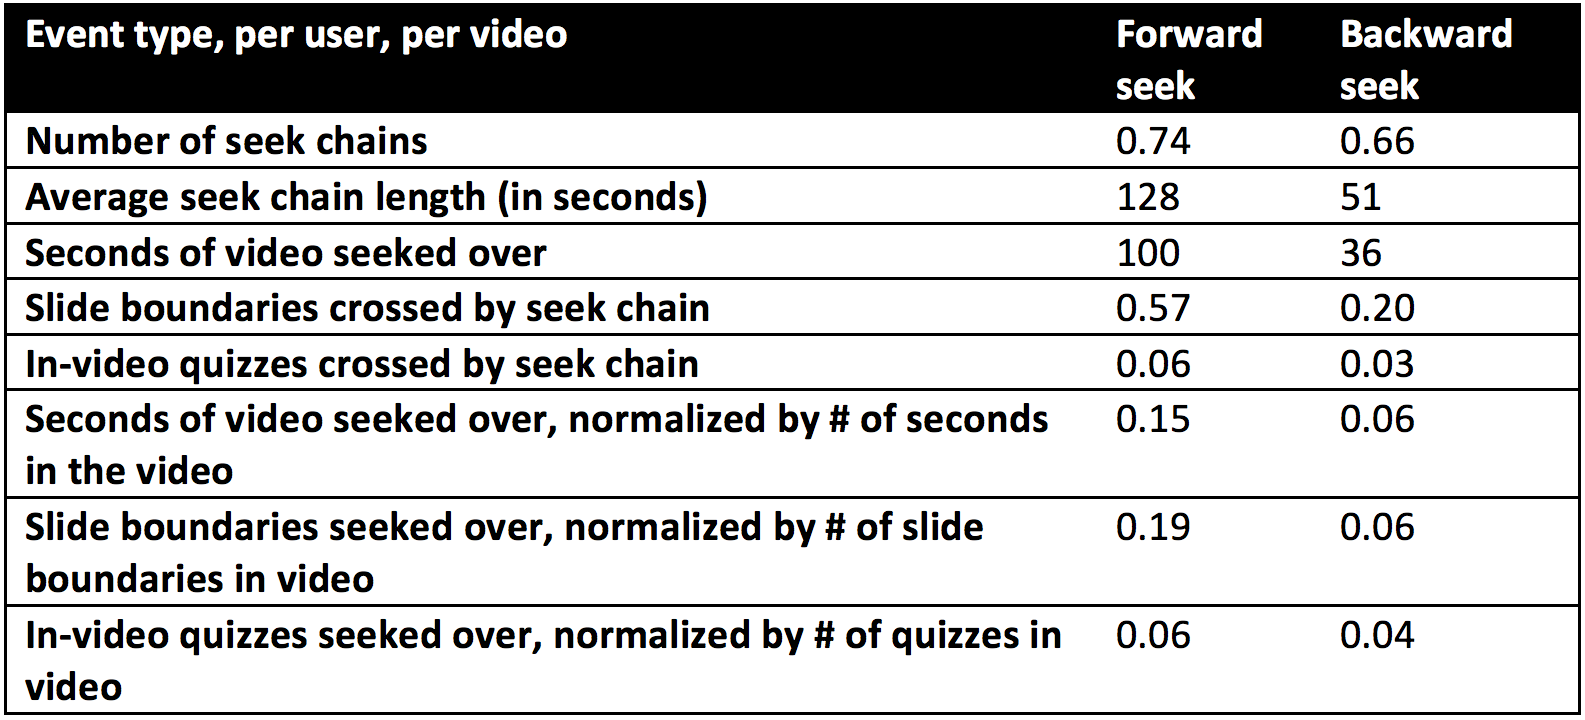 Event type, per user, per video Forward Backward
seek seek
Number of seek chains 0.74 0.66
Average seek chain length (in seconds) 128 51
Seconds of video seeked over 100 36
Slide boundaries crossed by seek chain 0.57 0.20
In-video quizzes crossed by seek chain 0.06 0.03
Seconds of video seeked over, normalized by # of seconds 0.15 0.06
in the video
Slide boundaries seeked over, normalized by # of slide 0.19 0.06
boundaries in video
In-video quizzes seeked over, normalized by # of quizzes in 0.06 0.04
video